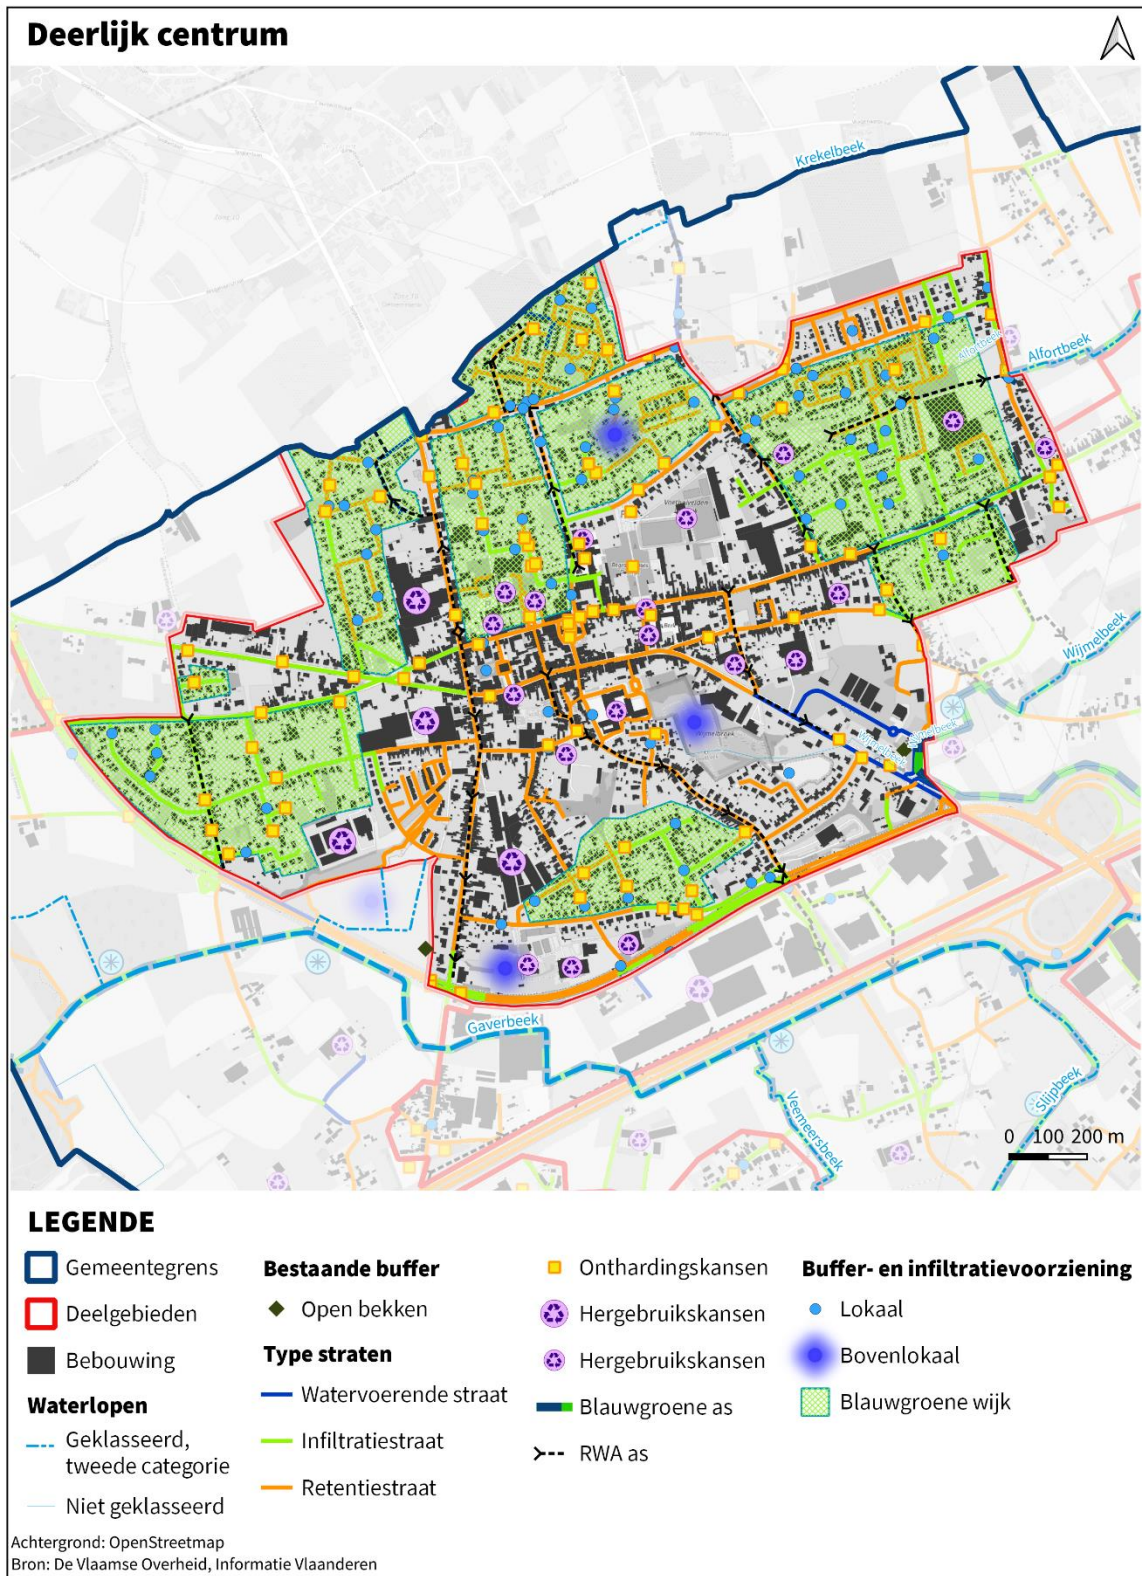 Deerlijk centrum
Krekelbeek
Alfortbeek
Alfortbeek
Wijmelbeek
Wijmelbroek
Gaverbeek
Veemeersbeek
Slijpbeek
0 100 200 m
LEGENDE
Gemeentegrens
Deelgebieden
Bebouwing
Waterlopen
Geklasseerd,
tweede categorie
Niet geklasseerd
Bestaande buffer
Open bekken
Type straten
Watervoerende straat
Infiltratiestraat
Retentiestraat
Onthardingskansen
Hergebruikskansen
Hergebruikskansen
Blauwgroene as
RWA as
Buffer- en infiltratievoorziening
Lokaal
Bovenlokaal
Blauwgroene wijk
Achtergrond: OpenStreetmap
Bron: De Vlaamse Overheid, Informatie Vlaanderen